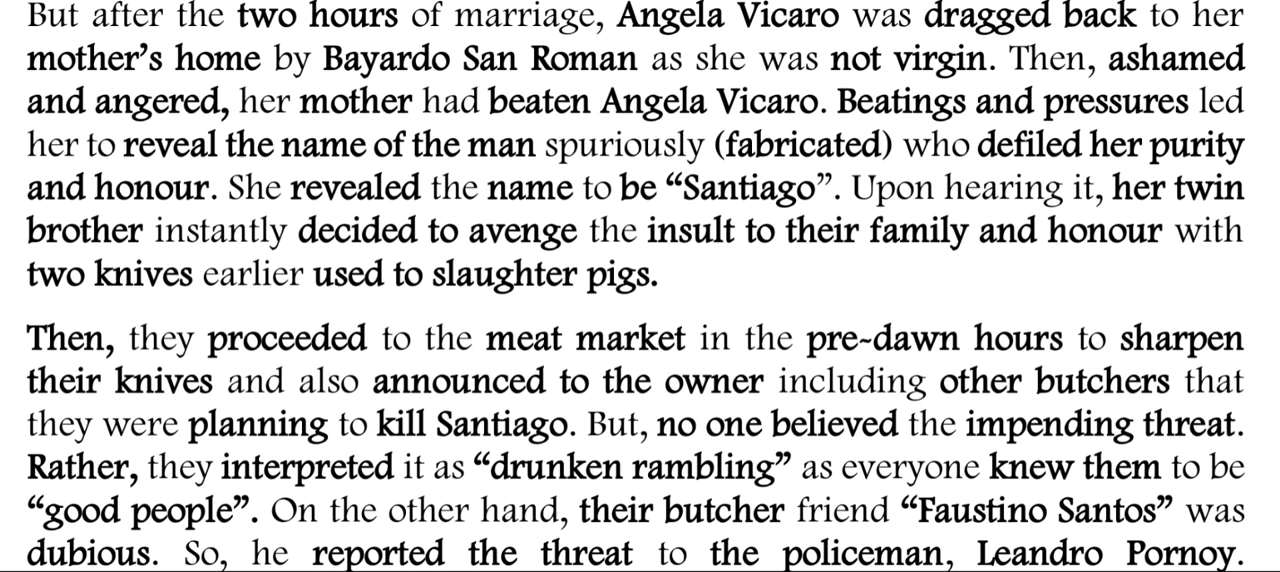 But after the two hours of marriage, Angela Vicaro was dragged back to her
mother’s home by Bayardo San Roman as she was not virgin. Then, ashamed
and angered, her mother had beaten Angela Vicaro. Beatings and pressures led
her to reveal the name of the man spuriously (fabricated) who defiled her purity
and honour. She revealed the name to be “Santiago”. Upon hearing it, her twin
brother instantly decided to avenge the insult to their family and honour with
two knives earlier used to slaughter pigs.
Then, they proceeded to the meat market in the pre-dawn hours to sharpen
their knives and also announced to the owner including other butchers that
they were planning to kill Santiago. But, no one believed the impending threat.
Rather, they interpreted it as “drunken rambling” as everyone knew them to be
“good people”. On the other hand, their butcher friend “Faustino Santos” was
dubious. So, he reported the threat to the policeman, Leandro Pornoy.